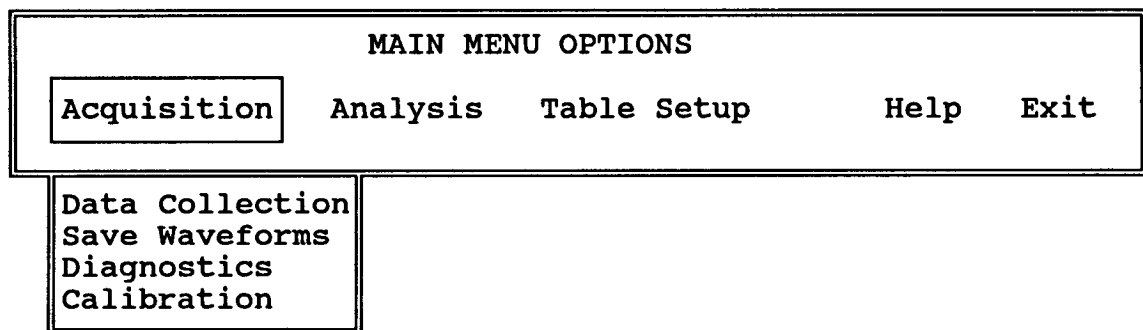 MAIN MENU OPTIONS
Acquisition Analysis Table Setup Help Exit
Data Collection
Save Waveforms
Diagnostics
Calibration